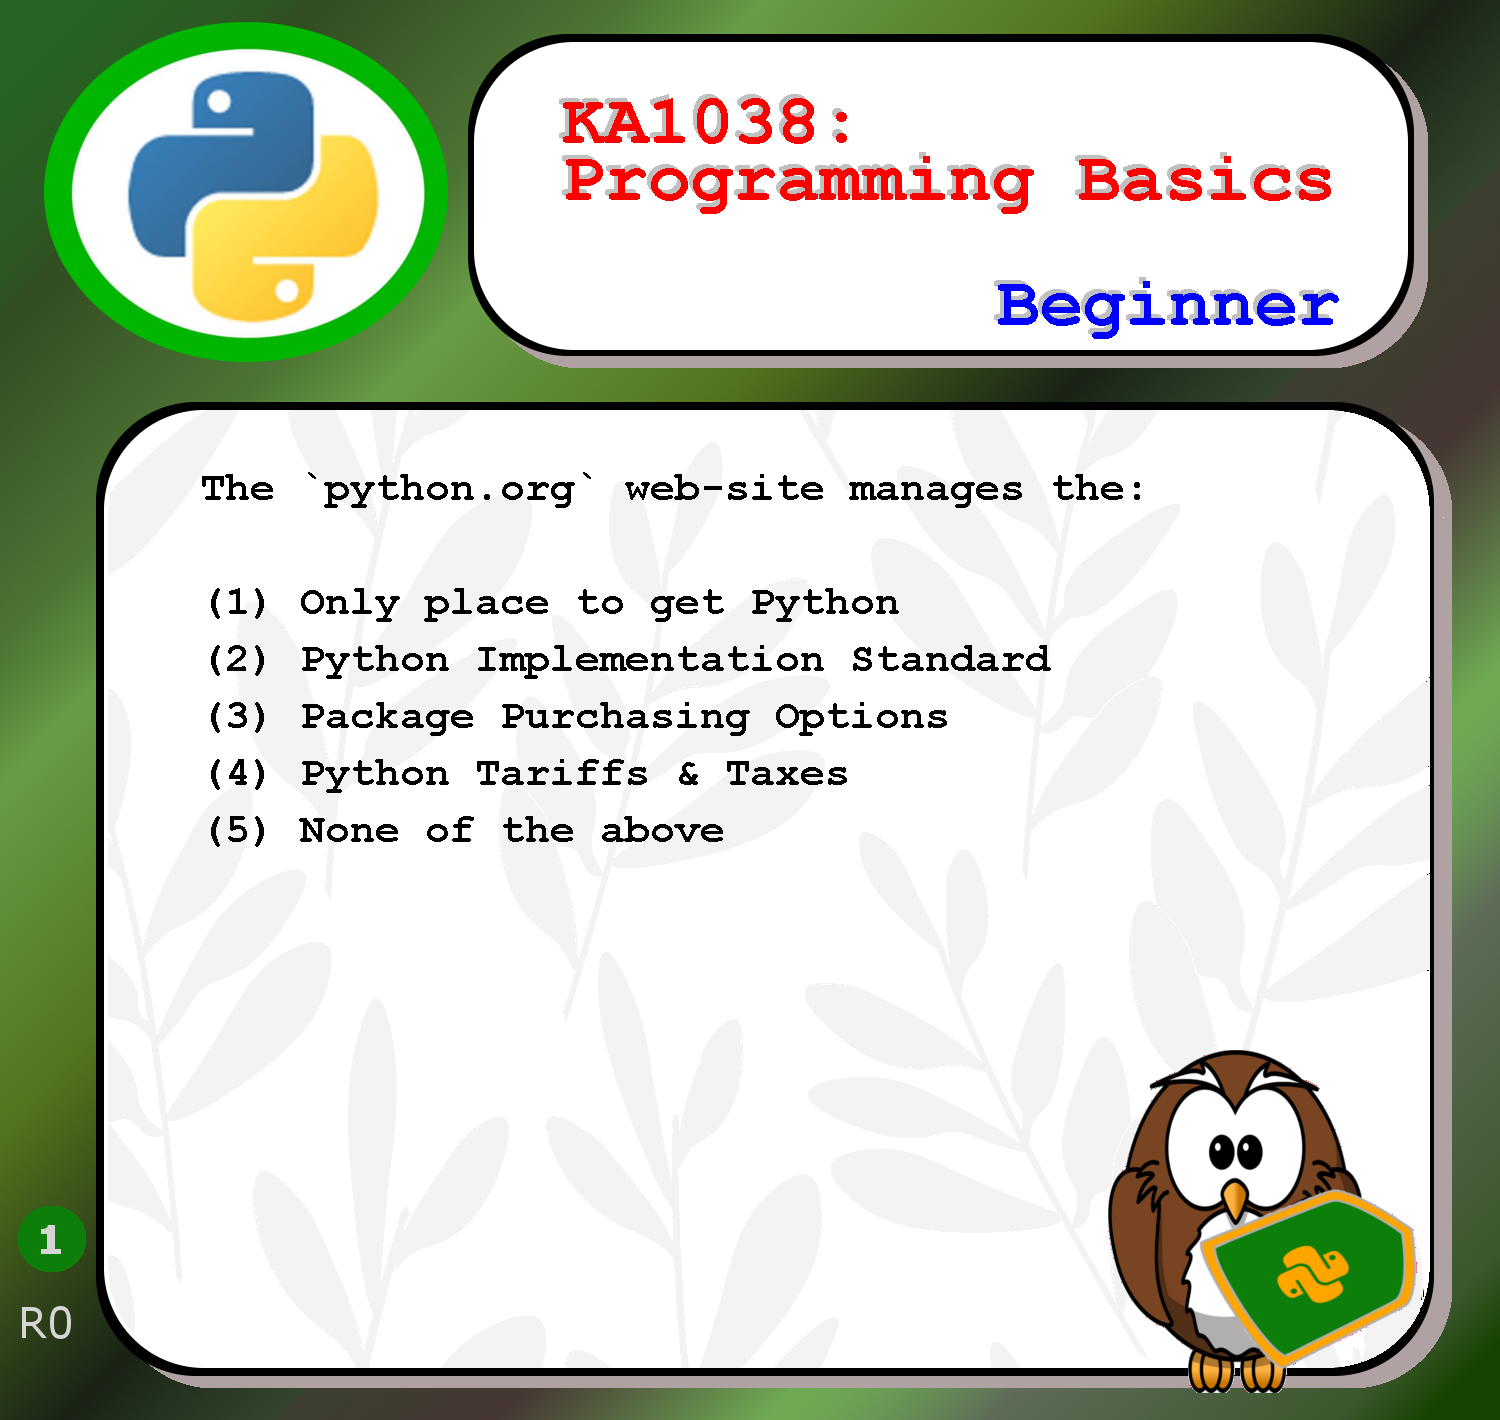 KA1038:
Programming Basics
Beginner
The `python.org` web-site manages the:
(1) Only place to get Python
(2) Python Implementation Standard
(3) Package Purchasing Options
(4) Python Tariffs & Taxes
(5) None of the above
1
R0